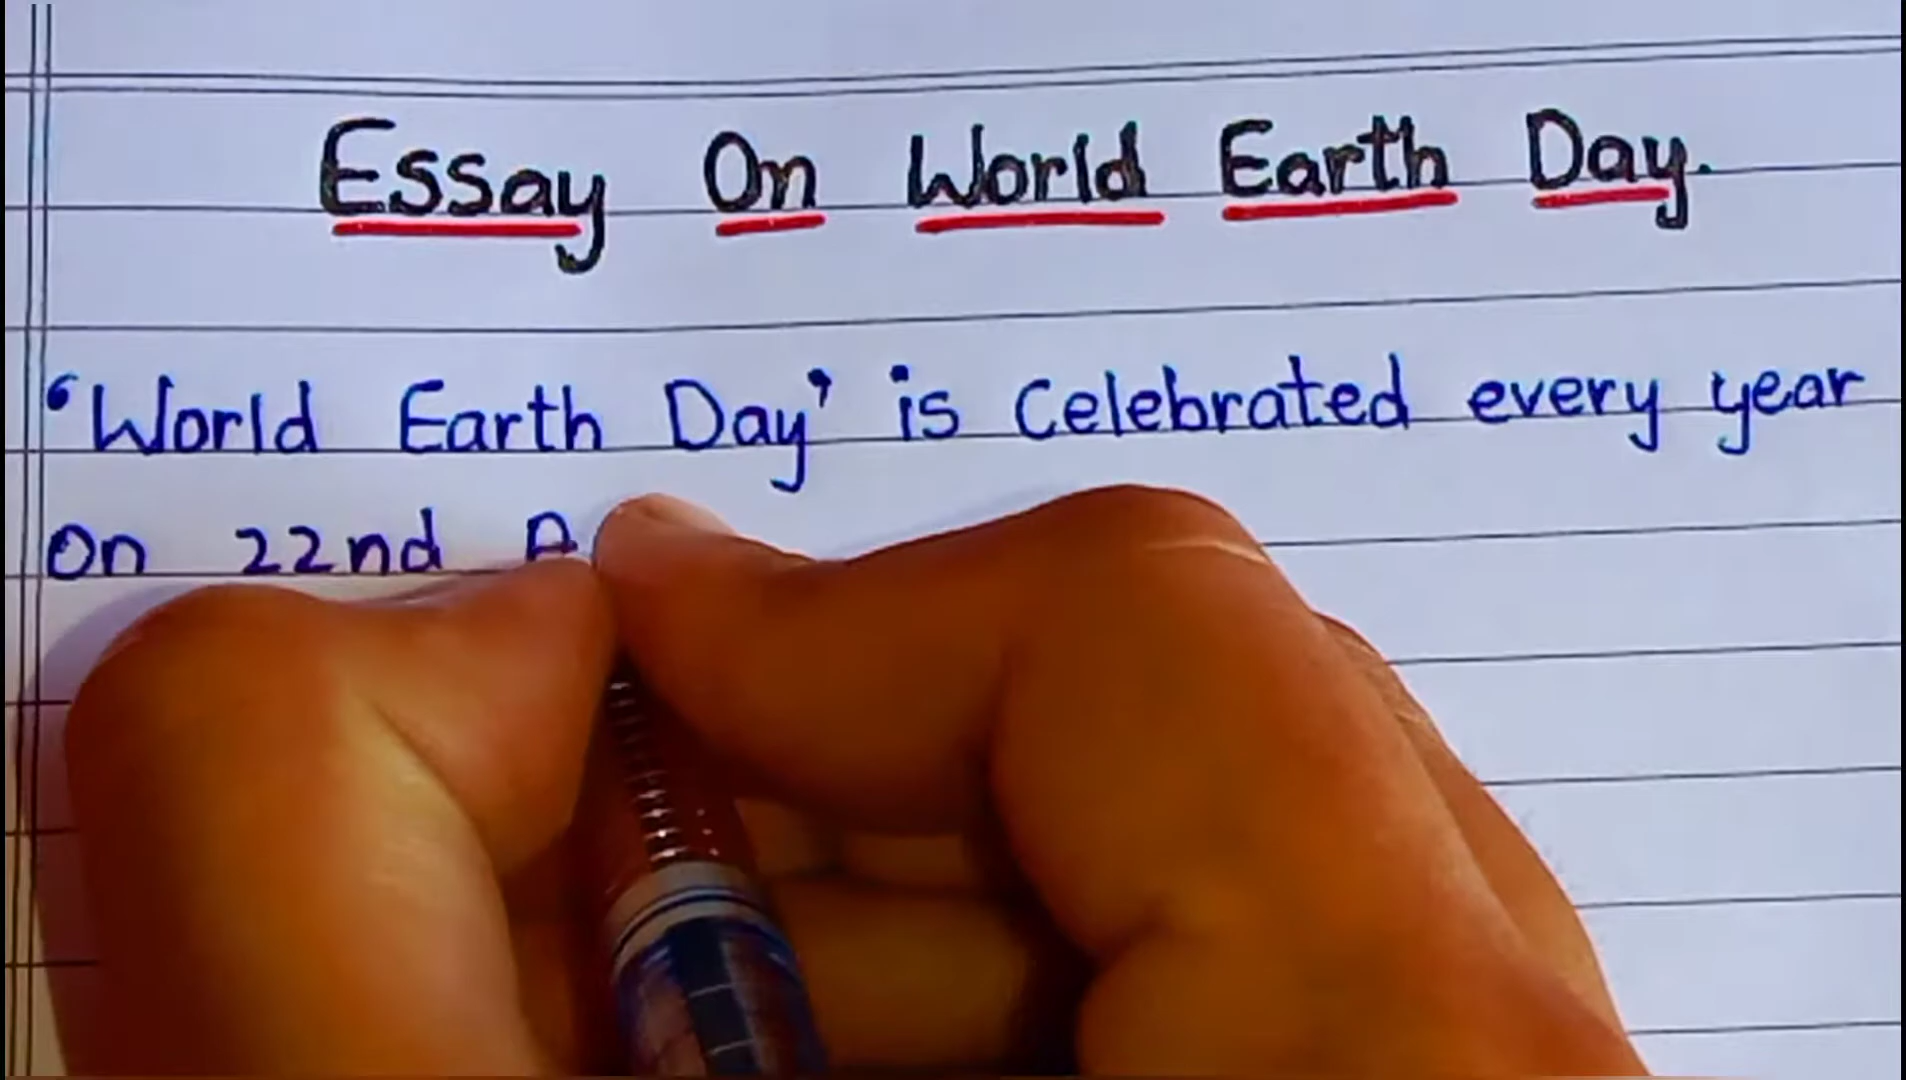 Essay On World Earth Day.
‘World Earth Day’ is Celebrated every year
On 22nd A